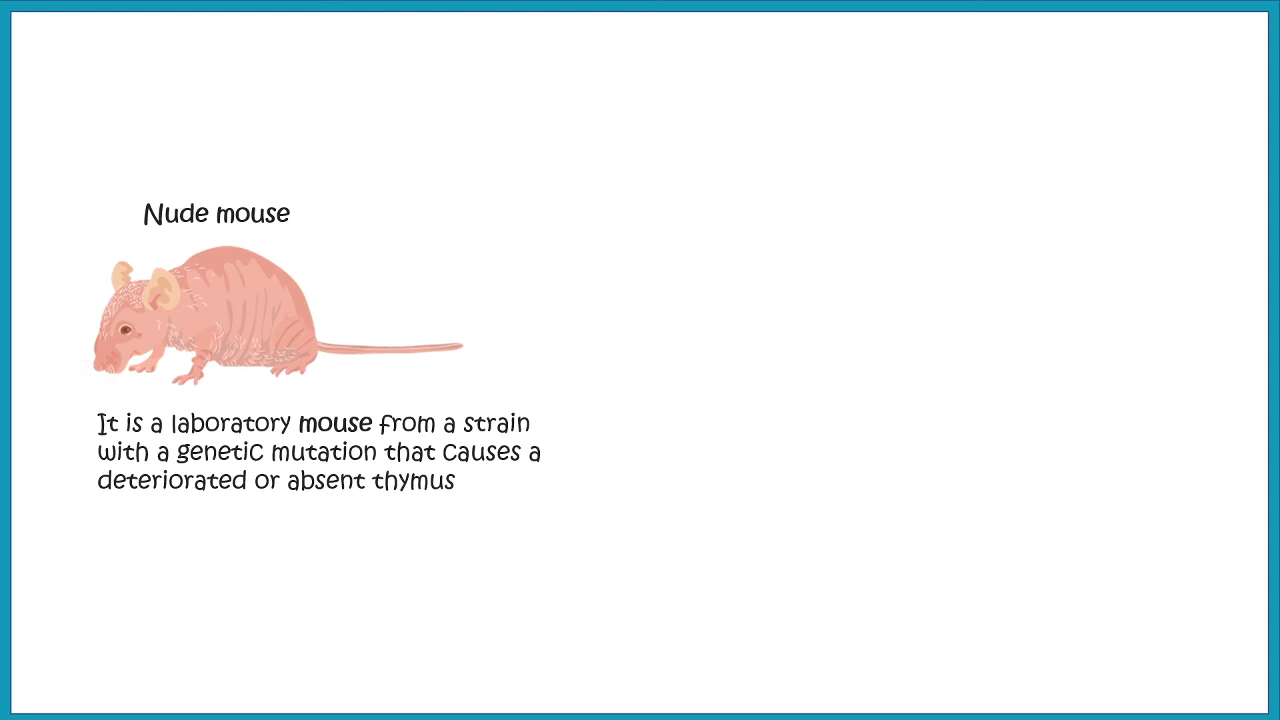 Nude mouse
It is a laboratory mouse from a strain
with a genetic mutation that causes a
deteriorated or absent thymus